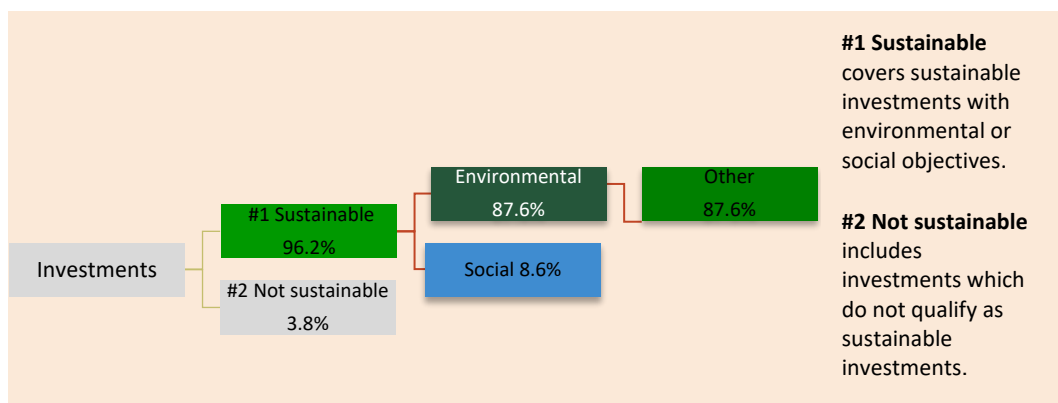 Investments
#1 Sustainable
96.2%
#2 Not sustainable
3.8%
Environmental
87.6%
Social 8.6%
Other
87.6%
#1 Sustainable
covers sustainable
investments with
environmental or
social objectives.
#2 Not sustainable
includes
investments which
do not qualify as
sustainable
investments.